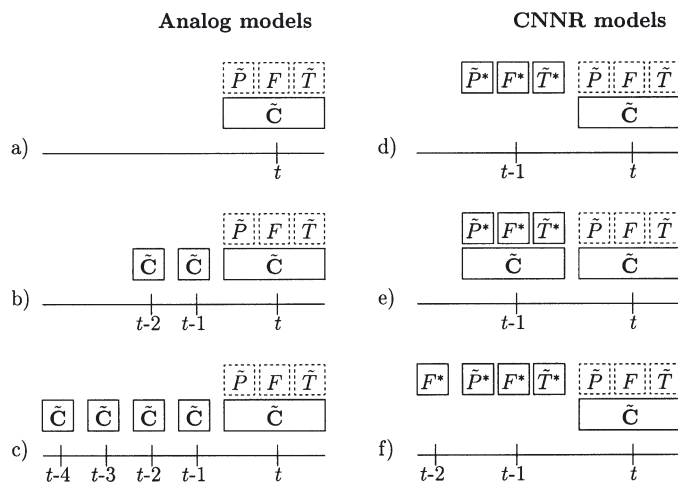 Analog models CNNR models
P̃ F T̃ P̃* F* T̃* P̃ F T̃
C̃ C̃
a) d)
t t-1 t
P̃ F T̃ P̃* F* T̃* P̃ F T̃
C̃ C̃ C̃ C̃ C̃
b) e)
t-2 t-1 t t-1 t
P̃ F T̃ F* P̃* F* T̃* P̃ F T̃
C̃ C̃ C̃ C̃ C̃ C̃
c) f)
t-4 t-3 t-2 t-1 t t-2 t-1 t